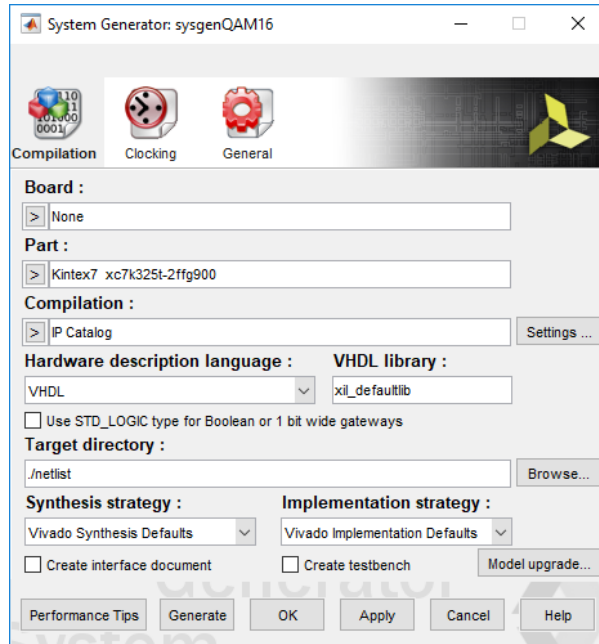 System Generator: sysgenQAM16
Compilation
Clocking
General
Board :
> None
Part :
> Kintex7 xc7k325t-2ffg900
Compilation :
> IP Catalog
Settings ...
Hardware description language :
VHDL library :
VHDL
xil_defaultlib
Use STD_LOGIC type for Boolean or 1 bit wide gateways
Target directory :
./netlist
Browse...
Synthesis strategy :
Implementation strategy :
Vivado Synthesis Defaults
Vivado Implementation Defaults
Create interface document
Create testbench
Model upgrade...
Generator
Performance Tips
Generate
OK
Apply
Cancel
Help
System